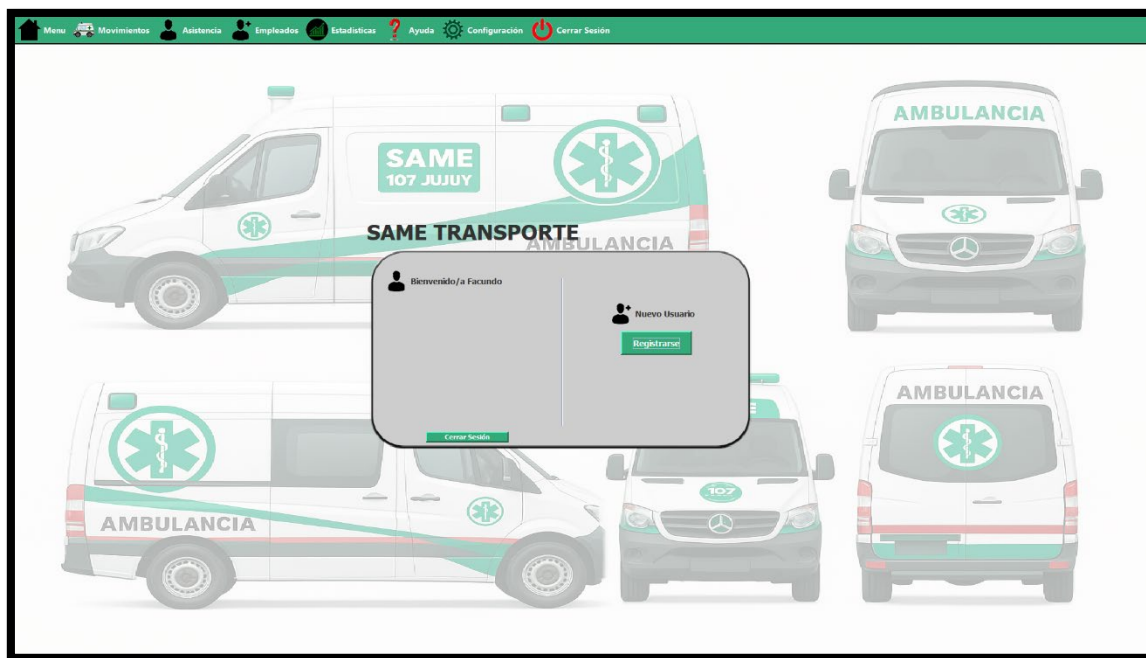 Menu Movimientos Asistencia Empleados Estadísticas ? Ayuda Configuración Cerrar Sesión
AMBULANCIA
SAME
107 JUJUY
SAME TRANSPORTE
AMBULANCIA
Bienvenido/a Facundo
Nuevo Usuario
Registrarse
AMBULANCIA
Cerrar Sesión
107
AMBULANCIA